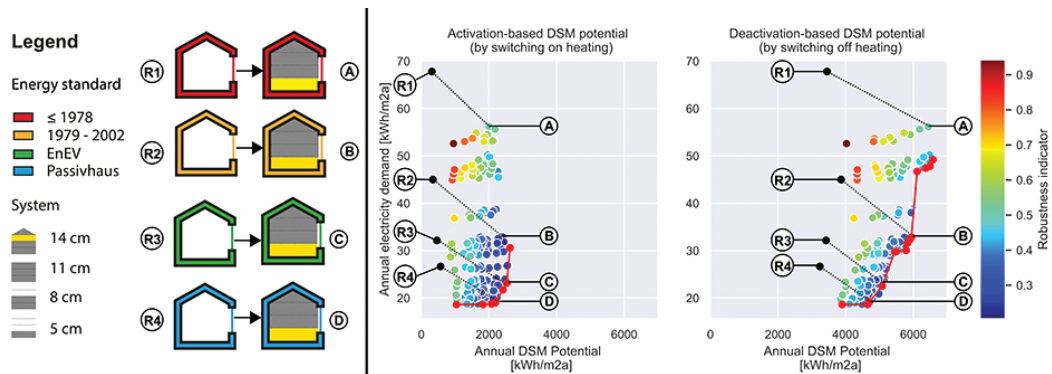 Legend
Energy standard
≤ 1978
1979 - 2002
EnEV
Passivhaus
System
14 cm
11 cm
8 cm
5 cm
R1
A
R2
B
R3
C
R4
D
Activation-based DSM potential
(by switching on heating)
Annual electricity demand [kWh/m2a]
70
60
50
40
30
20
0 2000 4000 6000
Annual DSM Potential
[kWh/m2a]
R1
R2
R3
R4
A
B
C
D
Deactivation-based DSM potential
(by switching off heating)
70
60
50
40
30
20
0 2000 4000 6000
Annual DSM Potential
[kWh/m2a]
R1
R2
R3
R4
A
B
C
D
0.9
0.8
0.7
0.6
0.5
0.4
0.3
Robustness indicator